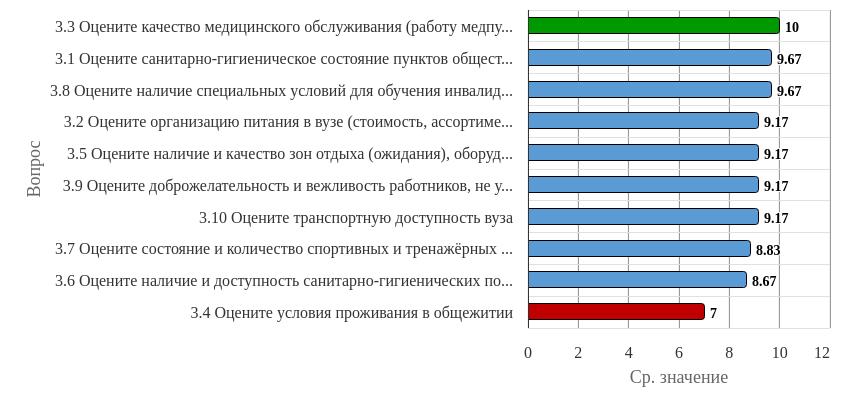 3.3 Оцените качество медицинского обслуживания (работу медпу... 10
3.1 Оцените санитарно-гигиеническое состояние пунктов общест... 9.67
3.8 Оцените наличие специальных условий для обучения инвалид... 9.67
3.2 Оцените организацию питания в вузе (стоимость, ассортиме... 9.17
3.5 Оцените наличие и качество зон отдыха (ожидания), оборуд... 9.17
3.9 Оцените доброжелательность и вежливость работников, не у... 9.17
3.10 Оцените транспортную доступность вуза 9.17
3.7 Оцените состояние и количество спортивных и тренажёрных ... 8.83
3.6 Оцените наличие и доступность санитарно-гигиенических по... 8.67
3.4 Оцените условия проживания в общежитии 7
Вопрос
0 2 4 6 8 10 12
Ср. значение